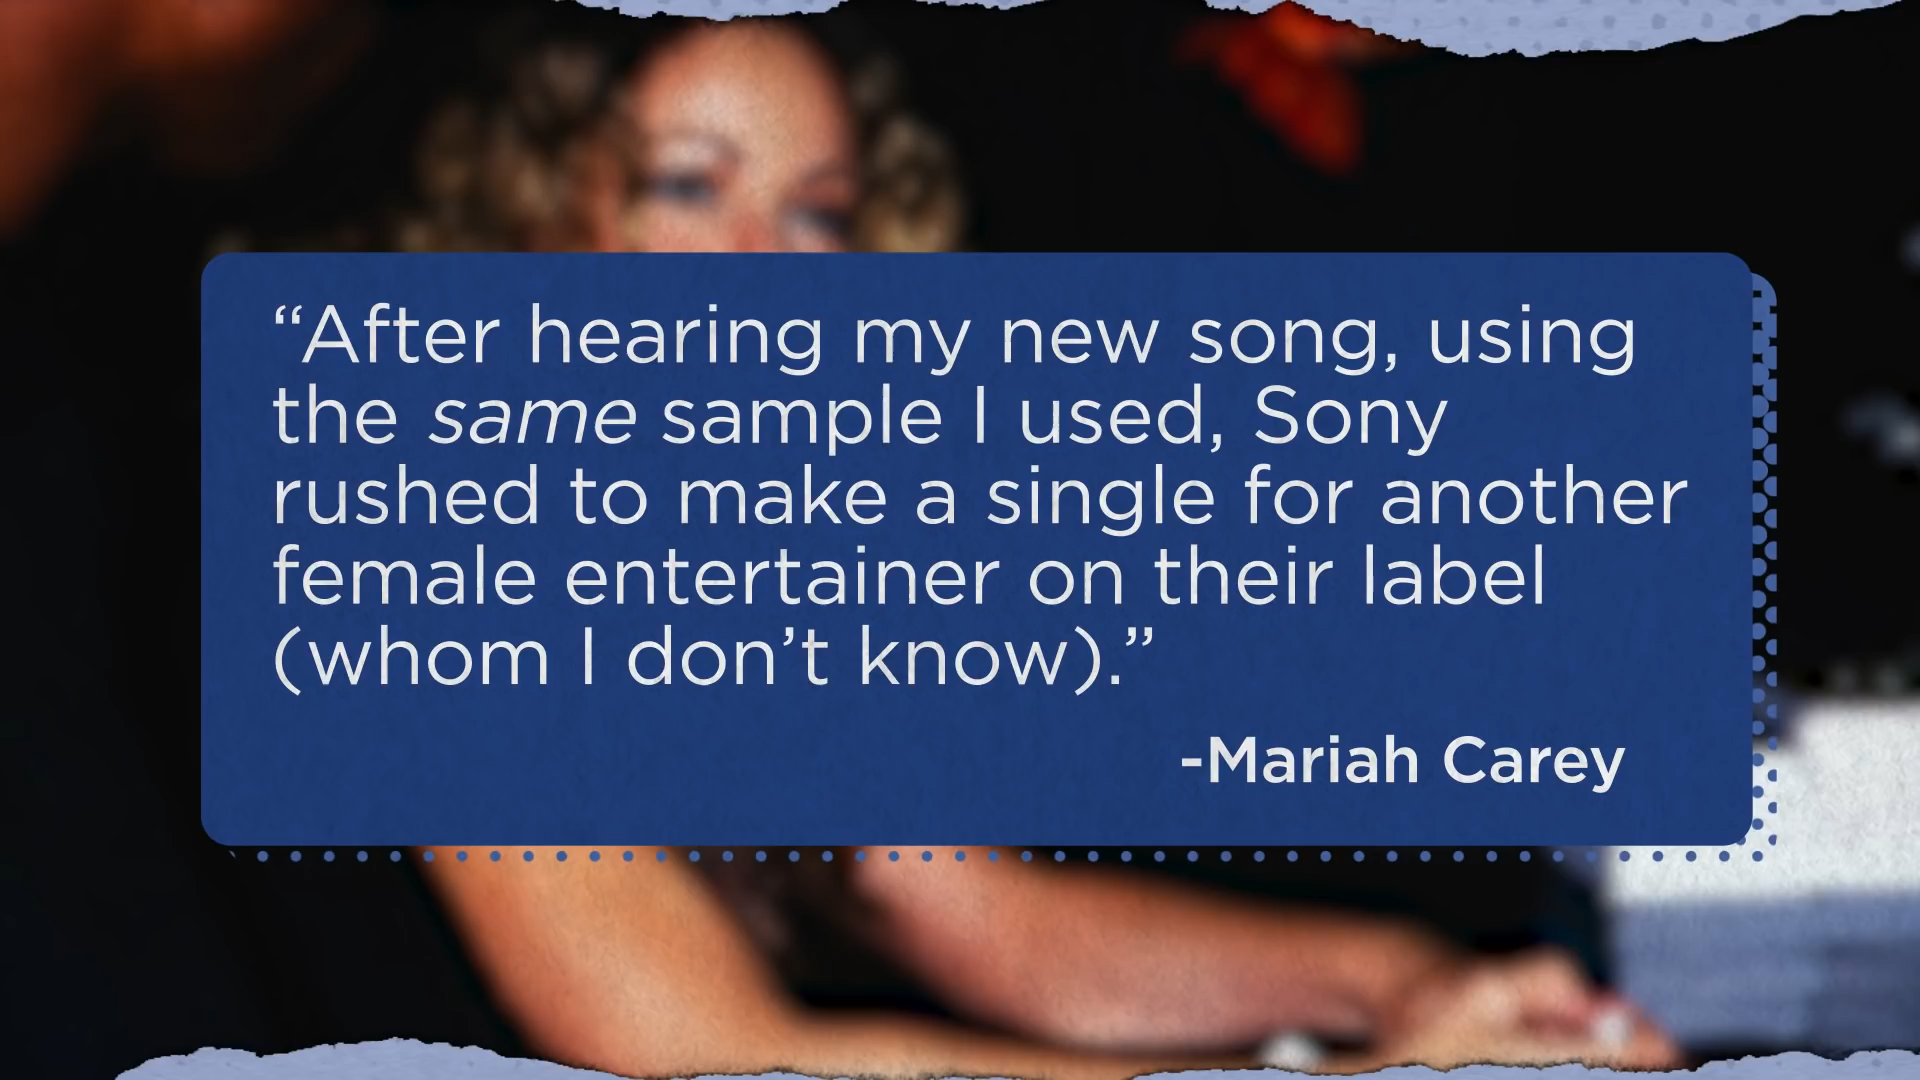 “After hearing my new song, using
the same sample I used, Sony
rushed to make a single for another
female entertainer on their label
(whom I don’t know).”
-Mariah Carey